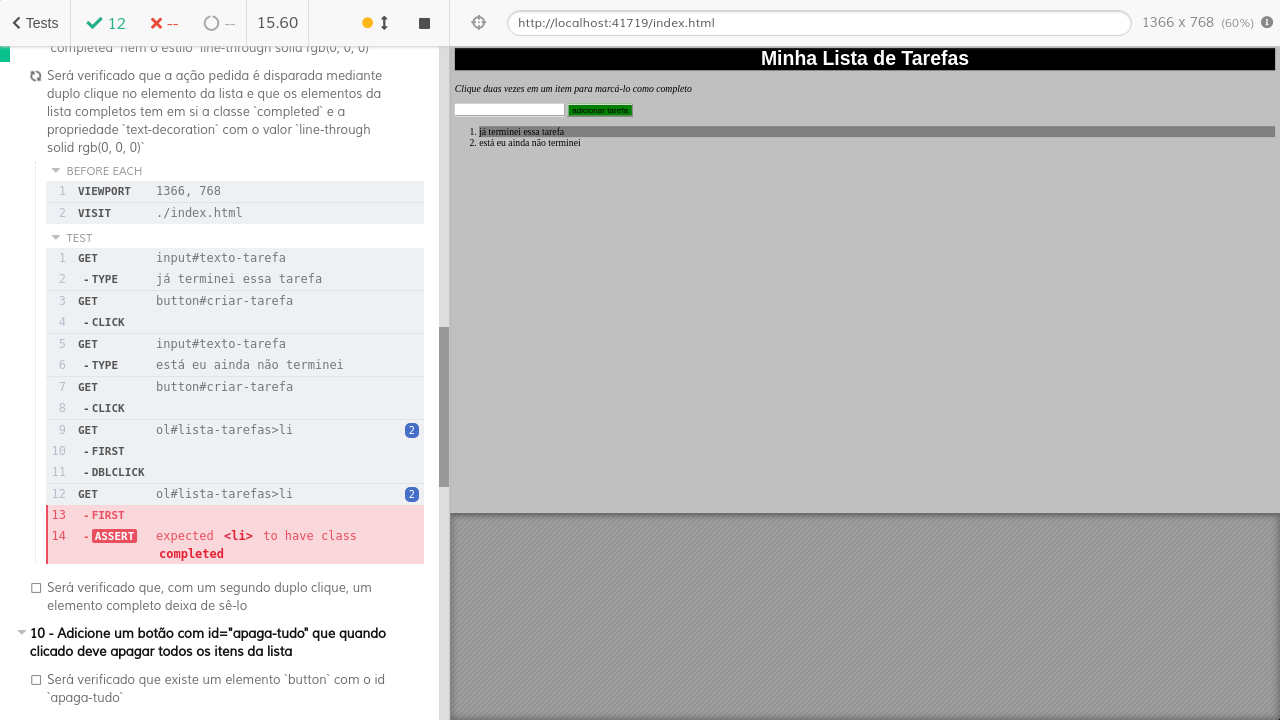 Tests 12 -- -- 15.60
`completed` nem o estilo `line-through solid rgb(0, 0, 0)`
Será verificado que a ação pedida é disparada mediante
duplo clique no elemento da lista e que os elementos da
lista completos tem em si a classe `completed` e a
propriedade `text-decoration` com o valor `line-through
solid rgb(0, 0, 0)`
BEFORE EACH
1 VIEWPORT 1366, 768
2 VISIT ./index.html
TEST
1 GET input#texto-tarefa
2 -TYPE já terminei essa tarefa
3 GET button#criar-tarefa
4 -CLICK
5 GET input#texto-tarefa
6 -TYPE está eu ainda não terminei
7 GET button#criar-tarefa
8 -CLICK
9 GET ol#lista-tarefas>li 2
10 -FIRST
11 -DBLCLICK
12 GET ol#lista-tarefas>li 2
13 -FIRST
14 -ASSERT expected <li> to have class
completed
Será verificado que, com um segundo duplo clique, um
elemento completo deixa de sê-lo
10 - Adicione um botão com id="apaga-tudo" que quando
clicado deve apagar todos os itens da lista
Será verificado que existe um elemento `button` com o id
`apaga-tudo`
http://localhost:41719/index.html 1366 x 768 (60%)
Minha Lista de Tarefas
Clique duas vezes em um item para marcá-lo como completo
adicionar tarefa
1. já terminei essa tarefa
2. está eu ainda não terminei